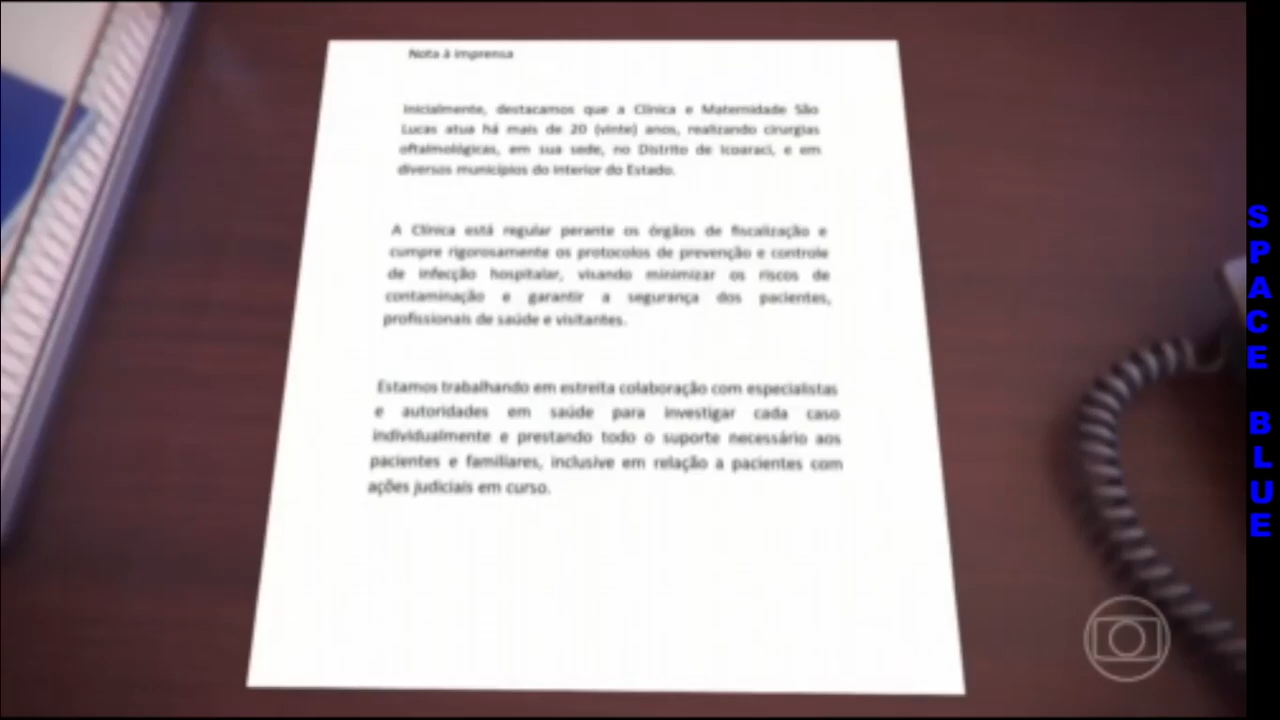 Nota à imprensa
Inicialmente, destacamos que a Clínica e Maternidade São
Lucas atua há mais de 20 (vinte) anos, realizando cirurgias
oftalmológicas, em sua sede, no Distrito de Icoaraci, e em
diversos municípios do interior do Estado.
A Clínica está regular perante os órgãos de fiscalização e
cumpre rigorosamente os protocolos de prevenção e controle
de infecção hospitalar, visando minimizar os riscos de
contaminação e garantir a segurança dos pacientes,
profissionais de saúde e visitantes.
Estamos trabalhando em estreita colaboração com especialistas
e autoridades em saúde para investigar cada caso
individualmente e prestando todo o suporte necessário aos
pacientes e familiares, inclusive em relação a pacientes com
ações judiciais em curso.
SPACE BLUE